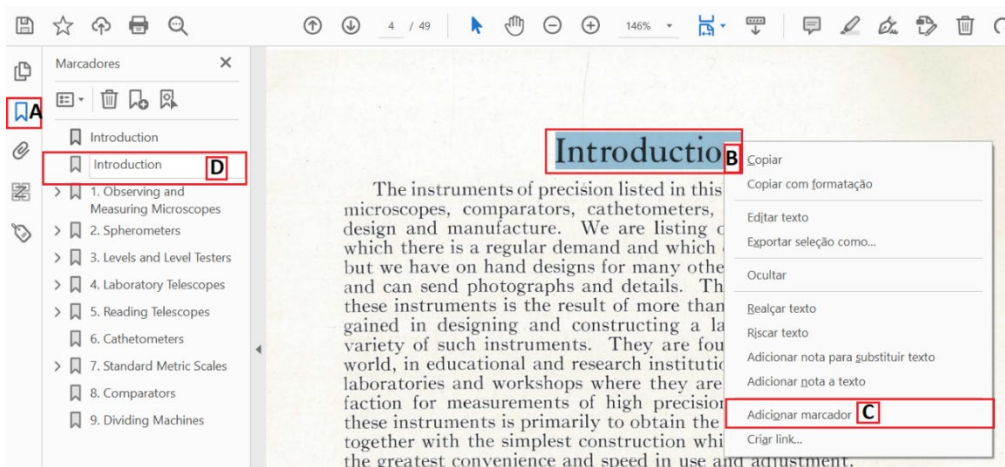 4 / 49
146%
Marcadores
A
Introduction
Introduction
D
1. Observing and
Measuring Microscopes
2. Spherometers
3. Levels and Level Testers
4. Laboratory Telescopes
5. Reading Telescopes
6. Cathetometers
7. Standard Metric Scales
8. Comparators
9. Dividing Machines
Introductio
B
The instruments of precision listed in this
microscopes, comparators, cathetometers,
design and manufacture. We are listing
which there is a regular demand and which
but we have on hand designs for many othe
and can send photographs and details. Th
these instruments is the result of more than
gained in designing and constructing a la
variety of such instruments. They are fou
world, in educational and research institutio
laboratories and workshops where they are
faction for measurements of high precision
these instruments is primarily to obtain the
together with the simplest construction whi
the greatest convenience and speed in use and adjustment.
Copiar
Copiar com formatação
Editar texto
Exportar seleção como...
Ocultar
Realçar texto
Riscar texto
Adicionar nota para substituir texto
Adicionar nota a texto
Adicionar marcador
C
Criar link...